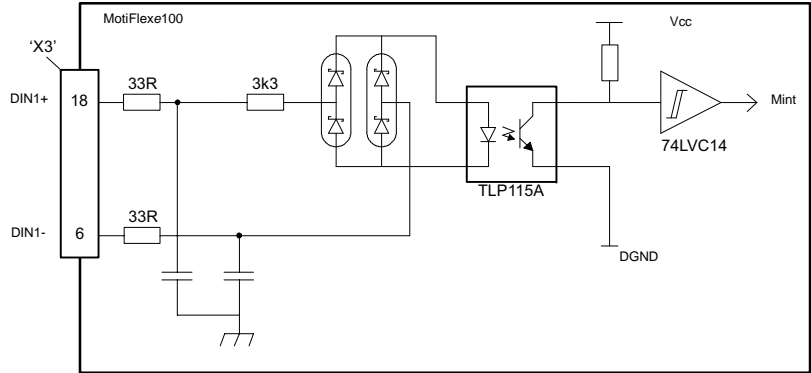 MotiFlexe100
Vcc
‘X3’
33R
3k3
DIN1+
18
Mint
74LVC14
TLP115A
33R
DIN1-
6
DGND